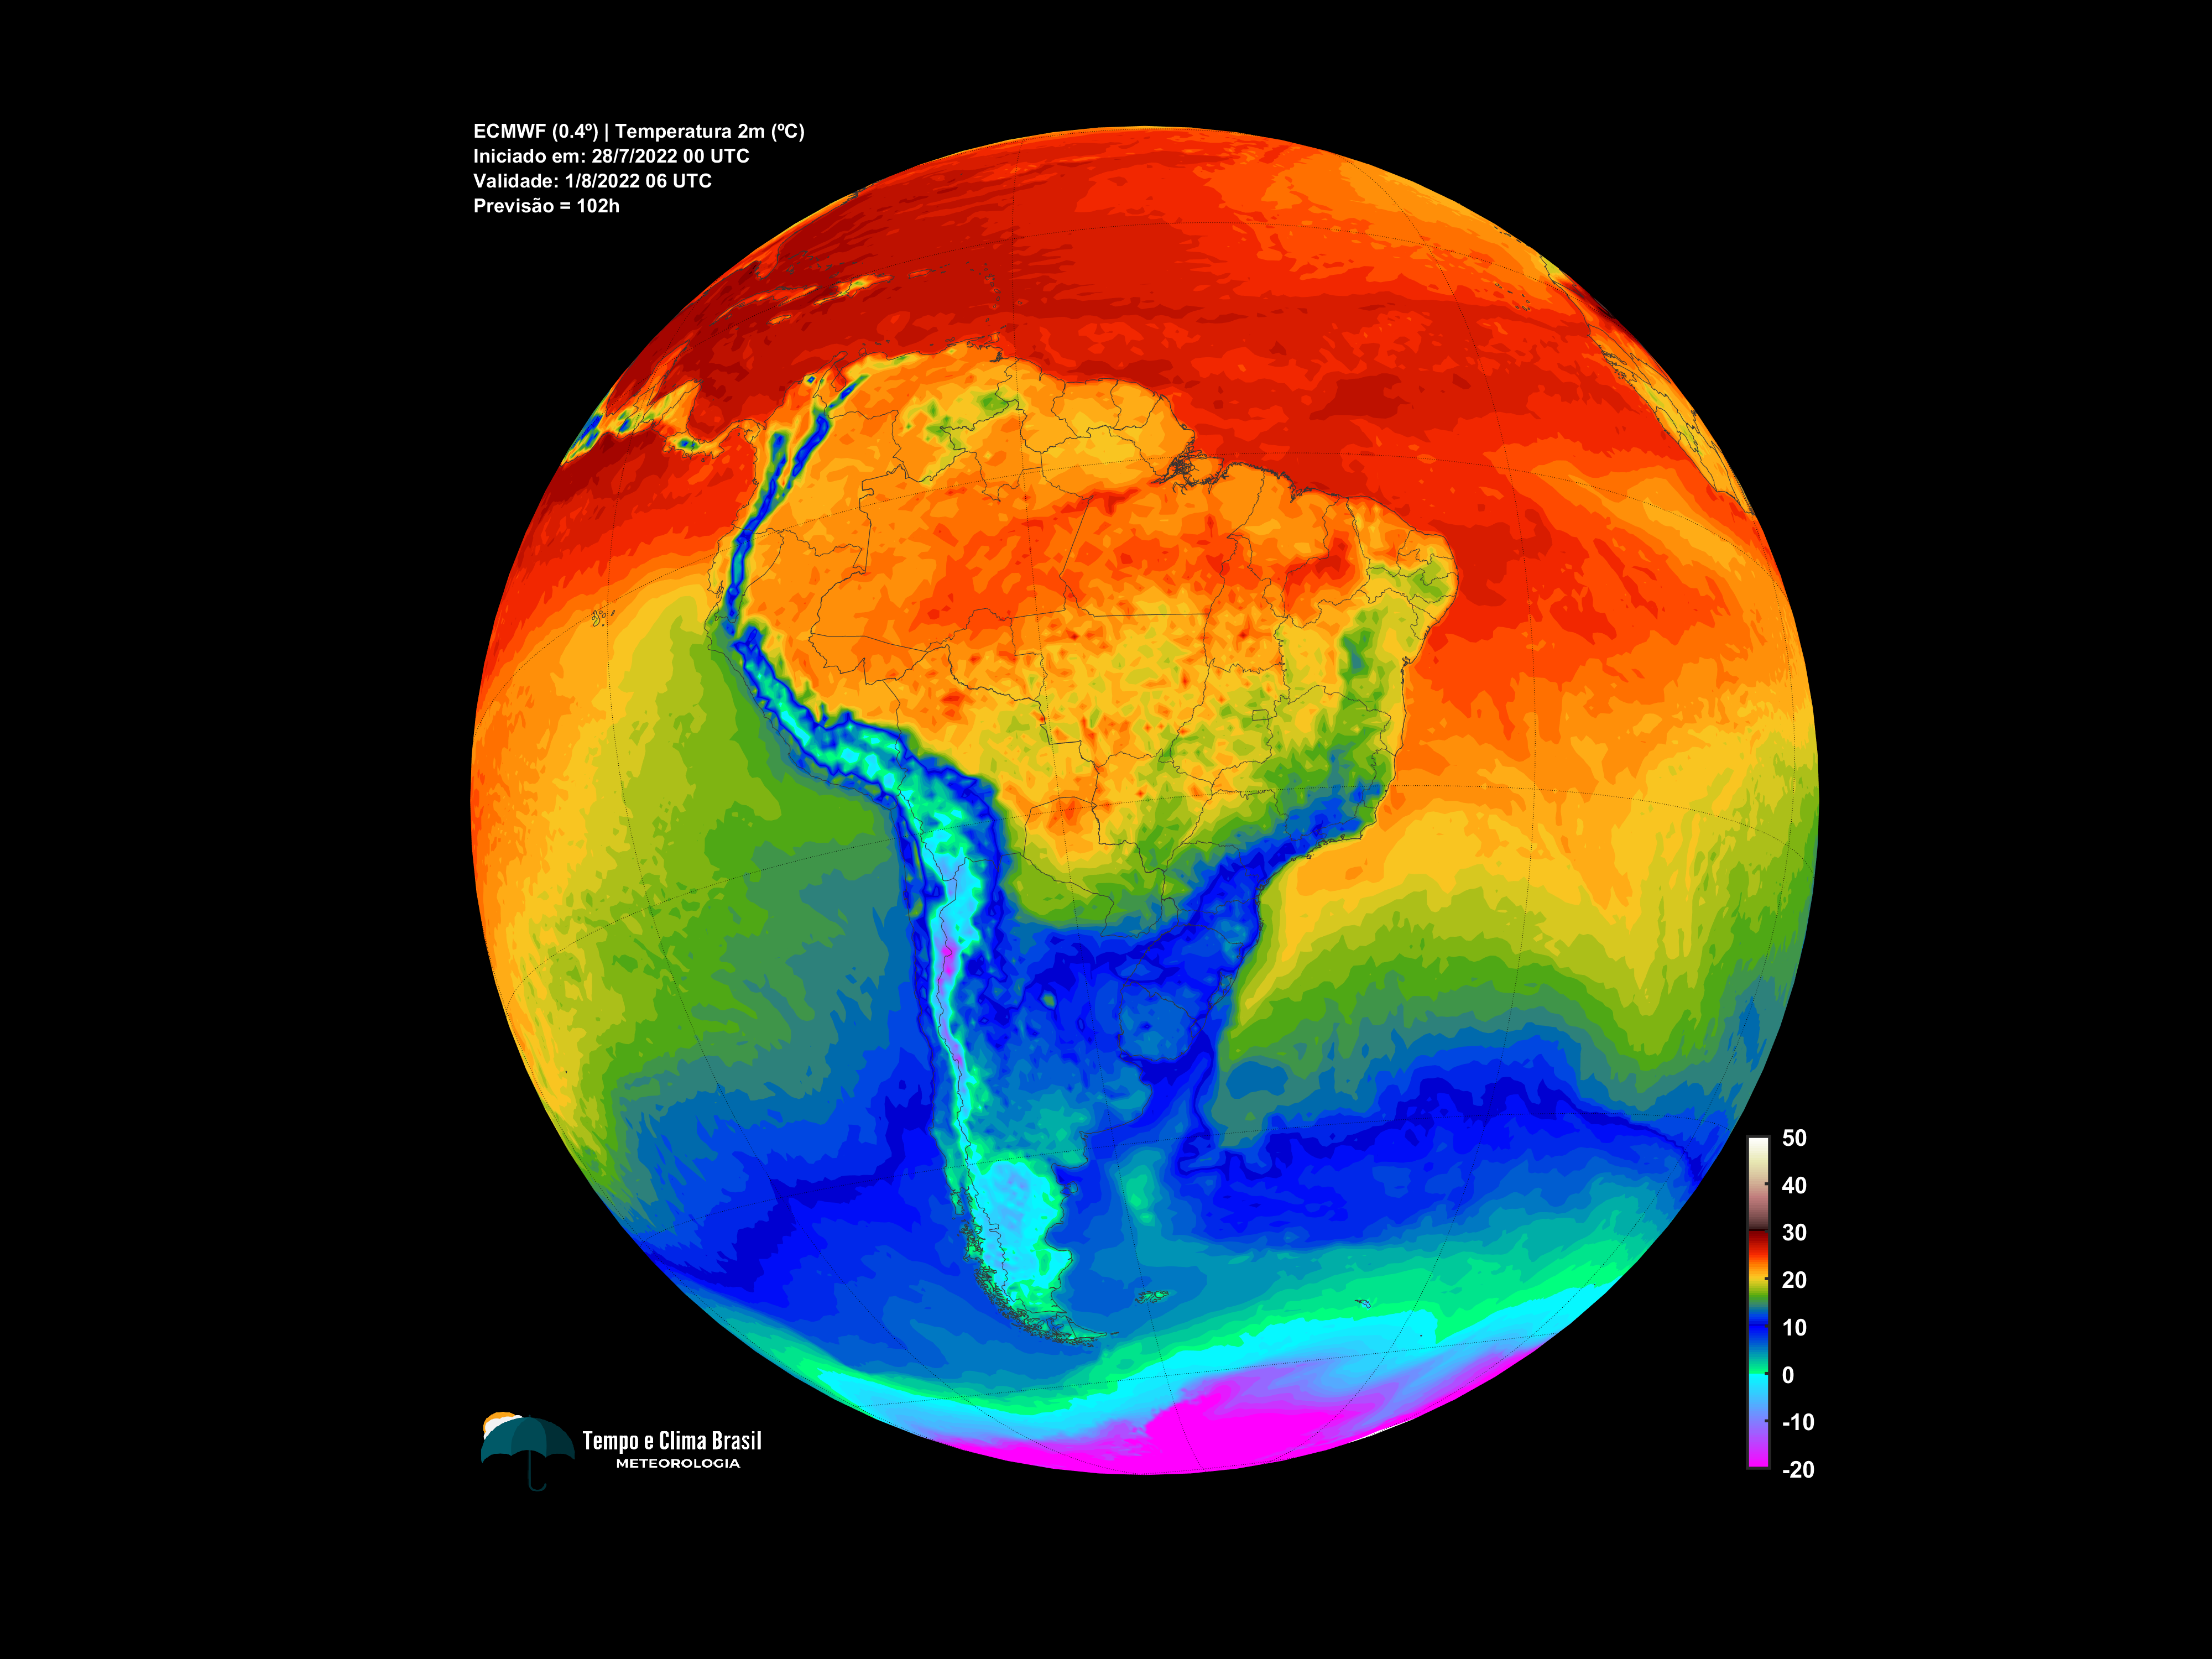 ECMWF (0.4º) | Temperatura 2m (ºC)
Iniciado em: 28/7/2022 00 UTC
Validade: 1/8/2022 06 UTC
Previsão = 102h
50
40
30
20
10
0
-10
-20
Tempo e Clima Brasil
METEOROLOGIA